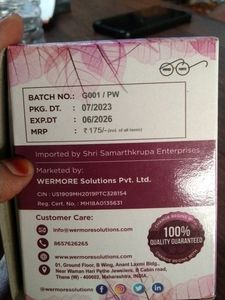 BATCH NO.: G001 / PW
PKG. DT. : 07/2023
EXP.DT : 06/2026
MRP : ₹ 175/- (incl. of all taxes)
Imported by Shri Samarthkrupa Enterprises
Marketed by:
WERMORE Solutions Pvt. Ltd.
CIN : U51909MH2019PTC328154
Reg. Cert. No.: MH18A0135631
Customer Care:
info@wermoresolutions.com
8657626265
www.wermoresolutions.com
01, Ground Floor, B Wing, Anant Laxmi Bldg.,
Near Waman Hari Pethe Jewellers, B Cabin road,
Thane (W) - 400602, Maharashtra, INDIA.
wermoresolutions
100%
QUALITY GUARANTEED